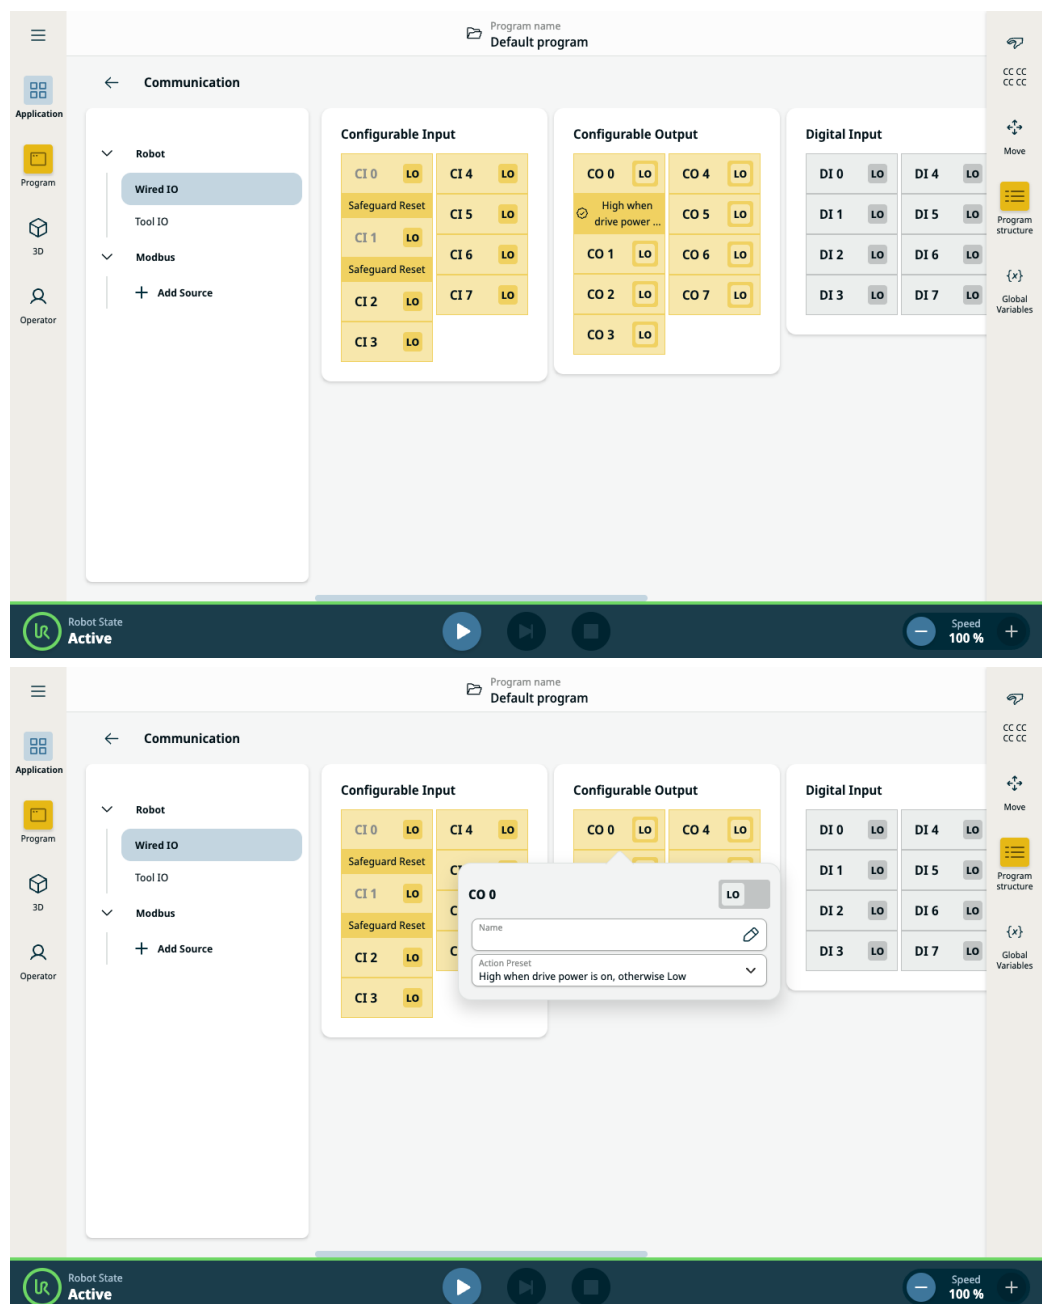 Program name
Default program
Communication
Application
Program
3D
Operator
Robot
Wired IO
Tool IO
Modbus
Add Source
Configurable Input
CI 0 LO
Safeguard Reset
CI 1 LO
Safeguard Reset
CI 2 LO
CI 3 LO
CI 4 LO
CI 5 LO
CI 6 LO
CI 7 LO
Configurable Output
CO 0 LO
High when
drive power ...
CO 1 LO
CO 2 LO
CO 3 LO
CO 4 LO
CO 5 LO
CO 6 LO
CO 7 LO
Digital Input
DI 0 LO
DI 1 LO
DI 2 LO
DI 3 LO
DI 4 LO
DI 5 LO
DI 6 LO
DI 7 LO
CC CC
CC CC
Move
Program
structure
{x}
Global
Variables
Robot State
Active
Speed
100 %
Program name
Default program
Communication
Application
Program
3D
Operator
Robot
Wired IO
Tool IO
Modbus
Add Source
Configurable Input
CI 0 LO
Safeguard Reset
CI 1 LO
Safeguard Reset
CI 2 LO
CI 3 LO
CI 4 LO
Configurable Output
CO 0 LO
CO 4 LO
CO 0
LO
Name
Action Preset
High when drive power is on, otherwise Low
Digital Input
DI 0 LO
DI 1 LO
DI 2 LO
DI 3 LO
DI 4 LO
DI 5 LO
DI 6 LO
DI 7 LO
CC CC
CC CC
Move
Program
structure
{x}
Global
Variables
Robot State
Active
Speed
100 %